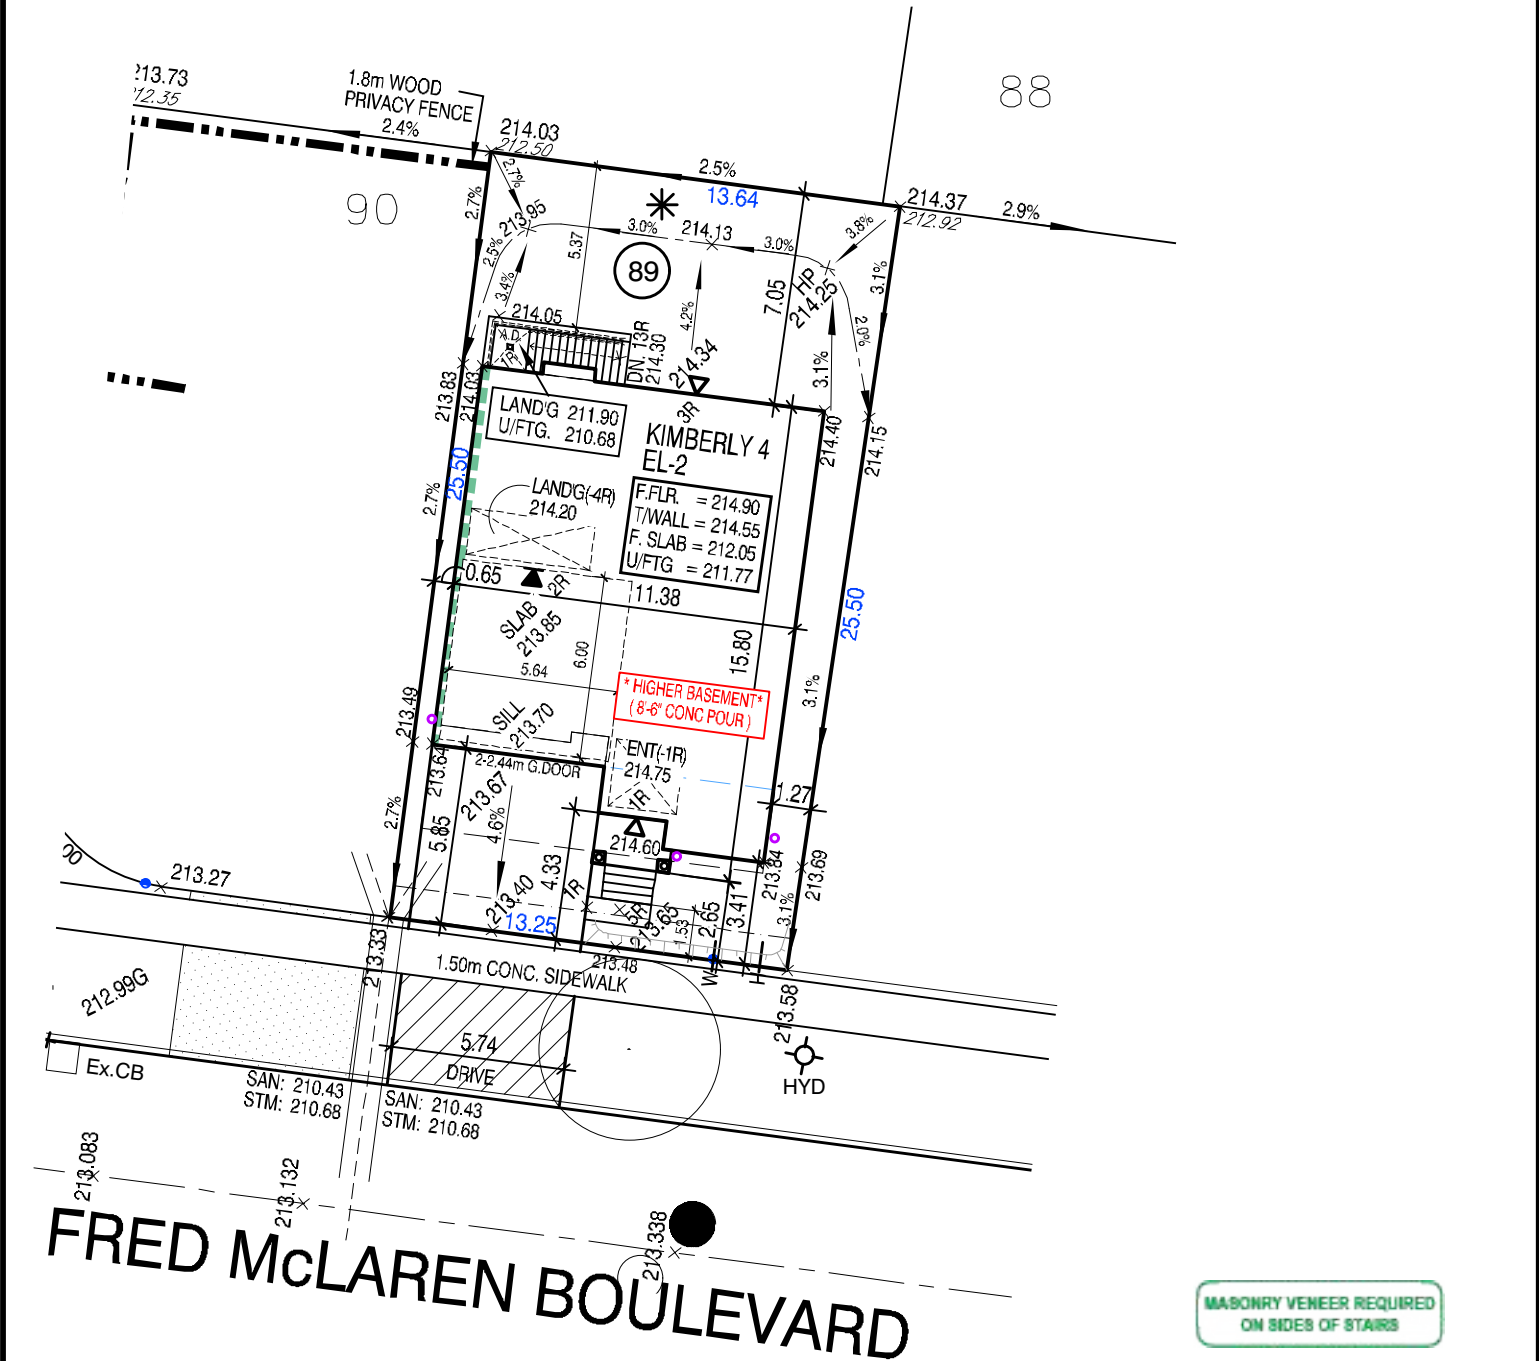 88
213.73
212.35
1.8m WOOD
PRIVACY FENCE
2.4%
214.03
212.50
2.5%
13.64
214.37
212.92
2.9%
90
2.7%
2.7%
213.95
3.0%
214.13
3.0%
3.8%
3.1%
2.5%
3.4%
5.37
89
4.2%
7.05
HP
214.25
2.0%
3.1%
214.05
A.D.
1R
DN. 13R
214.30
214.34
3R
213.83
214.03
LAND'G 211.90
U/FTG. 210.68
KIMBERLY 4
EL-2
214.40
214.15
25.50
2.7%
LAND'G(-4R)
214.20
F.FLR. = 214.90
T/WALL = 214.55
F. SLAB = 212.05
U/FTG = 211.77
0.65
2R
11.38
SLAB
213.85
6.00
15.80
25.50
5.64
3.1%
* HIGHER BASEMENT*
( 8'-6" CONC POUR )
SILL
213.70
213.49
213.64
2-2.44m G.DOOR
ENT(-1R)
214.75
1R
1.27
213.67
4.6%
2.7%
5.85
4.33
214.60
1R
5R
213.65
1.53
2.65
3.41
213.84
213.69
3.1%
00
213.27
213.40
13.25
213.33
213.48
1.50m CONC. SIDEWALK
W
H
213.58
212.99G
5.74
DRIVE
HYD
Ex.CB
SAN: 210.43
STM: 210.68
SAN: 210.43
STM: 210.68
213.083
213.132
213.338
FRED McLAREN BOULEVARD
MASONRY VENEER REQUIRED
ON SIDES OF STAIRS